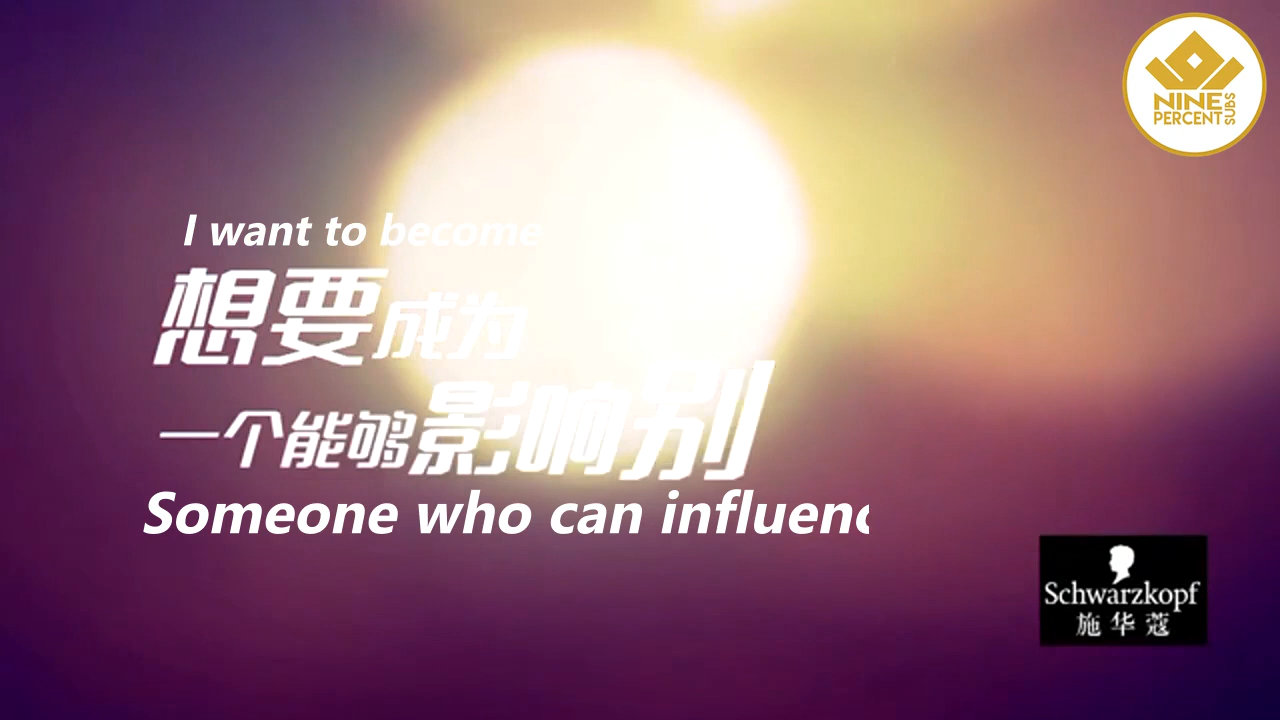 NINE
PERCENT
SUBS
I want to become
想要成为
一个能够影响别
Someone who can influenc
Schwarzkopf
施华蔻